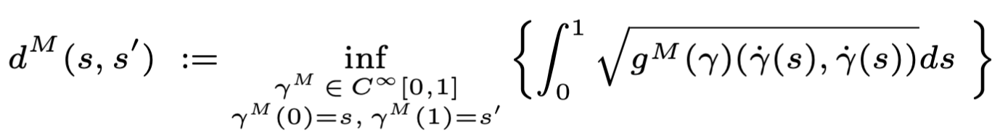 d^M(s, s′) := inf_{γ^M ∈ C^∞[0,1], γ^M(0)=s, γ^M(1)=s′} { ∫_0^1 √(g^M(γ)(γ̇(s), γ̇(s))) ds }